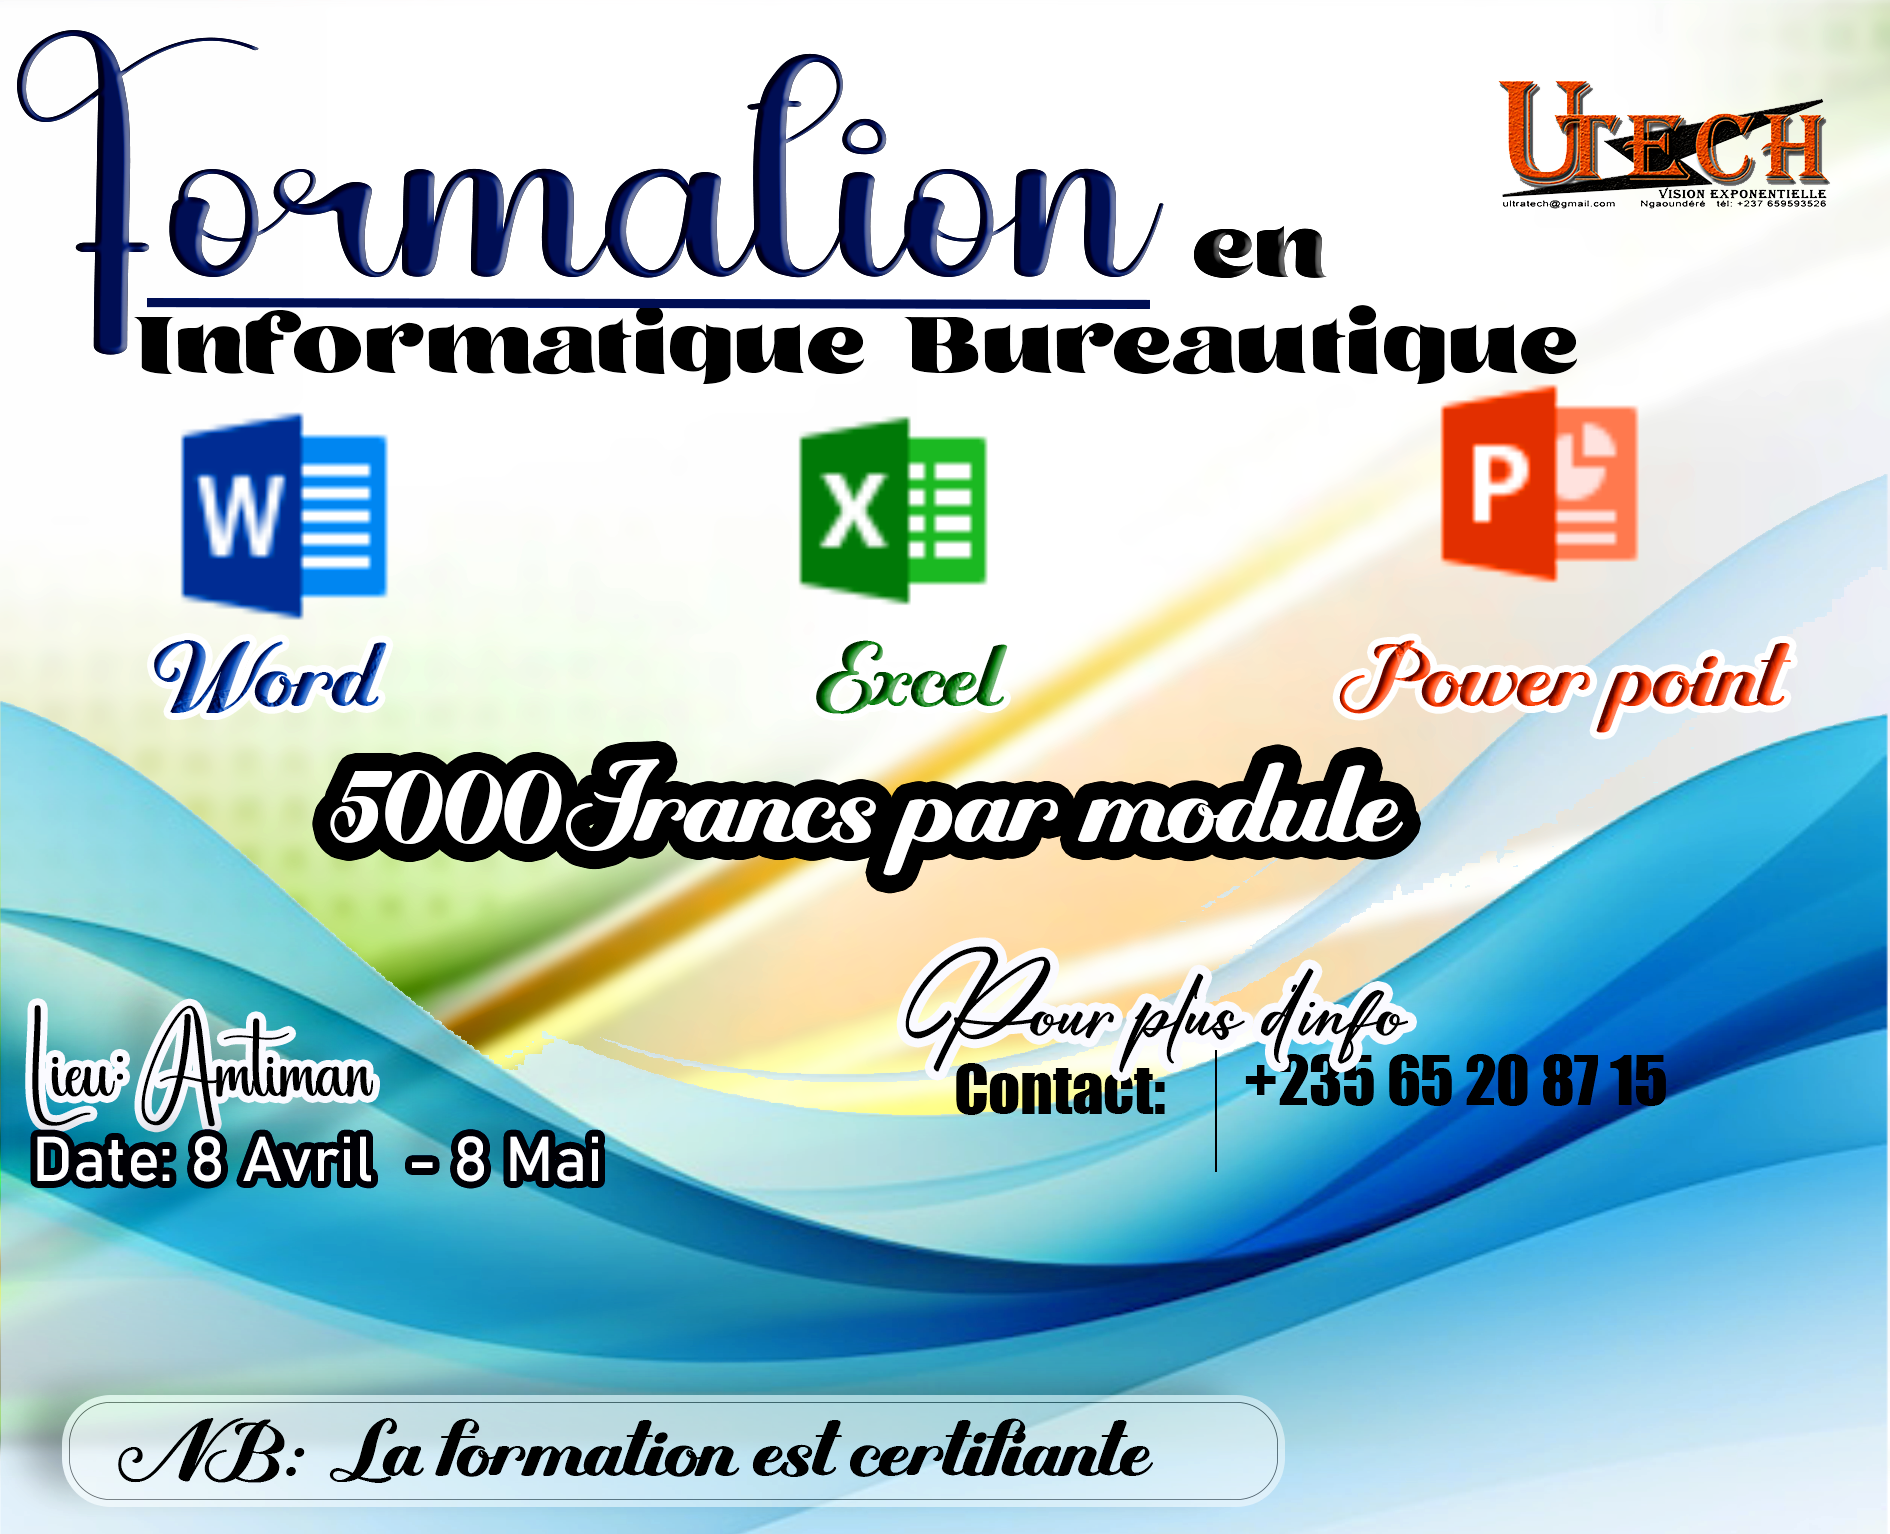 Formation en
UTECH
VISION EXPONENTIELLE
ultratech@gmail.com Ngaoundéré tél: +237 659593526
Informatique Bureautique
W
X
P
Word
Excel
Power point
5000 Francs par module
Pour plus d'info
Contact: +235 65 20 87 15
Lieu: Amtiman
Date: 8 Avril - 8 Mai
NB: La formation est certifiante